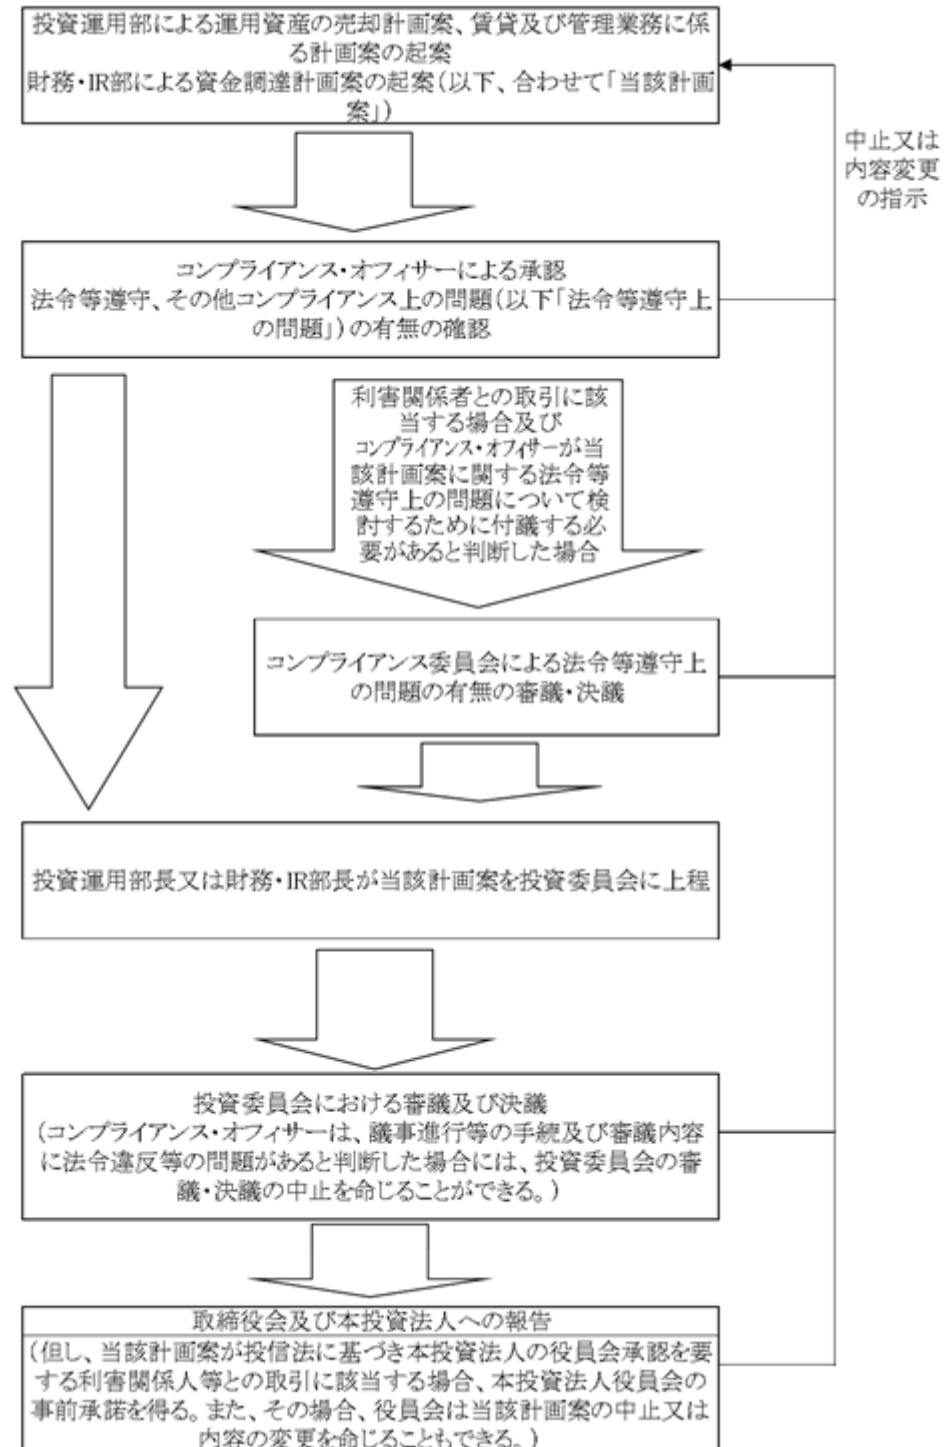 投資運用部による運用資産の売却計画案、賃貸及び管理業務に係
る計画案の起案
財務・IR部による資金調達計画案の起案(以下、合わせて「当該計画
案」)
中止又は
内容変更
の指示
コンプライアンス・オフィサーによる承認
法令等遵守、その他コンプライアンス上の問題(以下「法令等遵守上
の問題」)の有無の確認
利害関係者との取引に該
当する場合及び
コンプライアンス・オフィサーが当
該計画案に関する法令等
遵守上の問題について検
討するために付議する必
要があると判断した場合
コンプライアンス委員会による法令等遵守上
の問題の有無の審議・決議
投資運用部長又は財務・IR部長が当該計画案を投資委員会に上程
投資委員会における審議及び決議
(コンプライアンス・オフィサーは、議事進行等の手続及び審議内容
に法令違反等の問題があると判断した場合には、投資委員会の審
議・決議の中止を命じることができる。)
取締役会及び本投資法人への報告
(但し、当該計画案が投信法に基づき本投資法人の役員会承認を要
する利害関係人等との取引に該当する場合、本投資法人役員会の
事前承諾を得る。また、その場合、役員会は当該計画案の中止又は
内容の変更を命じることもできる。)